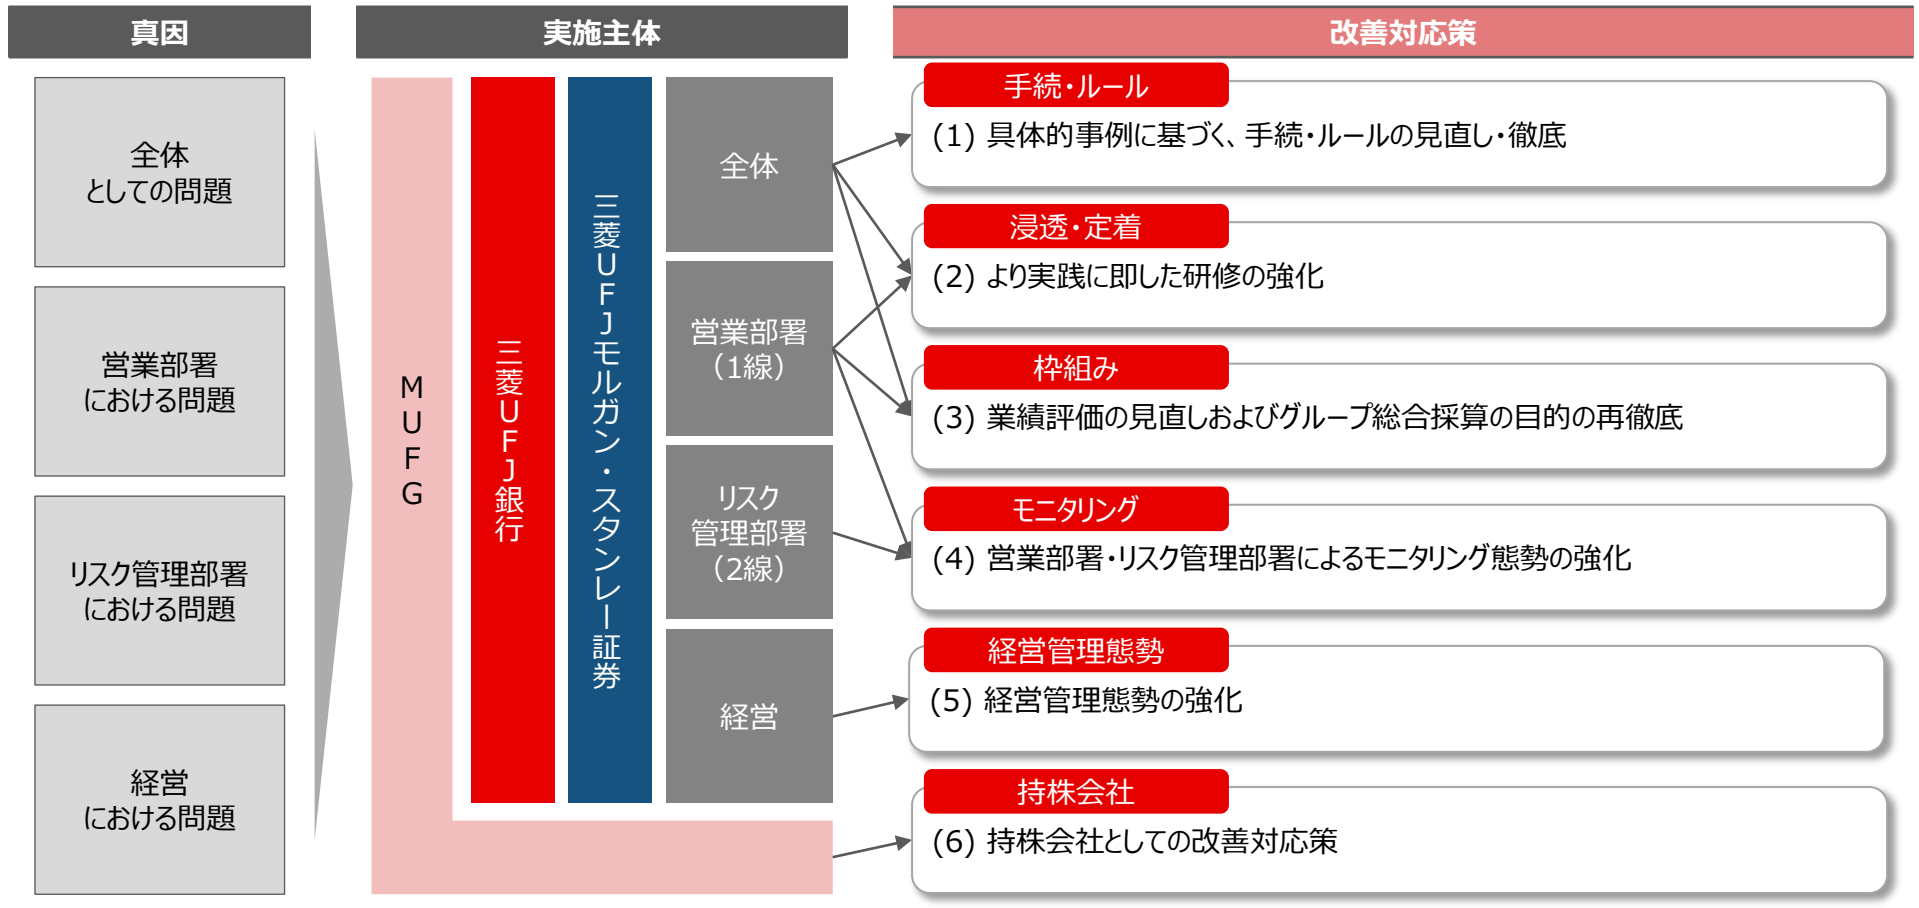 真因
実施主体
改善対応策
全体
としての問題
営業部署
における問題
リスク管理部署
における問題
経営
における問題
MUFG
三菱UFJ銀行
三菱UFJモルガン・スタンレー証券
全体
営業部署
（1線）
リスク
管理部署
（2線）
経営
手続・ルール
(1) 具体的事例に基づく、手続・ルールの見直し・徹底
浸透・定着
(2) より実践に即した研修の強化
枠組み
(3) 業績評価の見直しおよびグループ総合採算の目的の再徹底
モニタリング
(4) 営業部署・リスク管理部署によるモニタリング態勢の強化
経営管理態勢
(5) 経営管理態勢の強化
持株会社
(6) 持株会社としての改善対応策